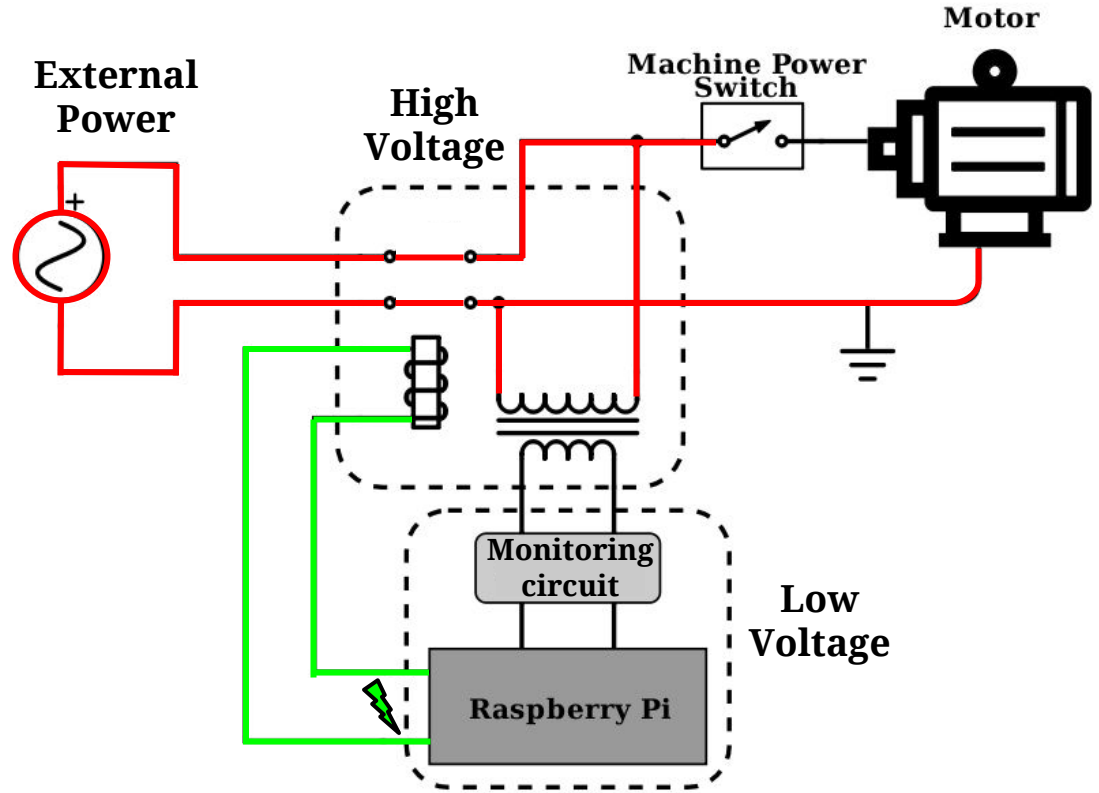 Motor
External
Power
High
Voltage
Machine Power
Switch
+
Monitoring
circuit
Low
Voltage
Raspberry Pi